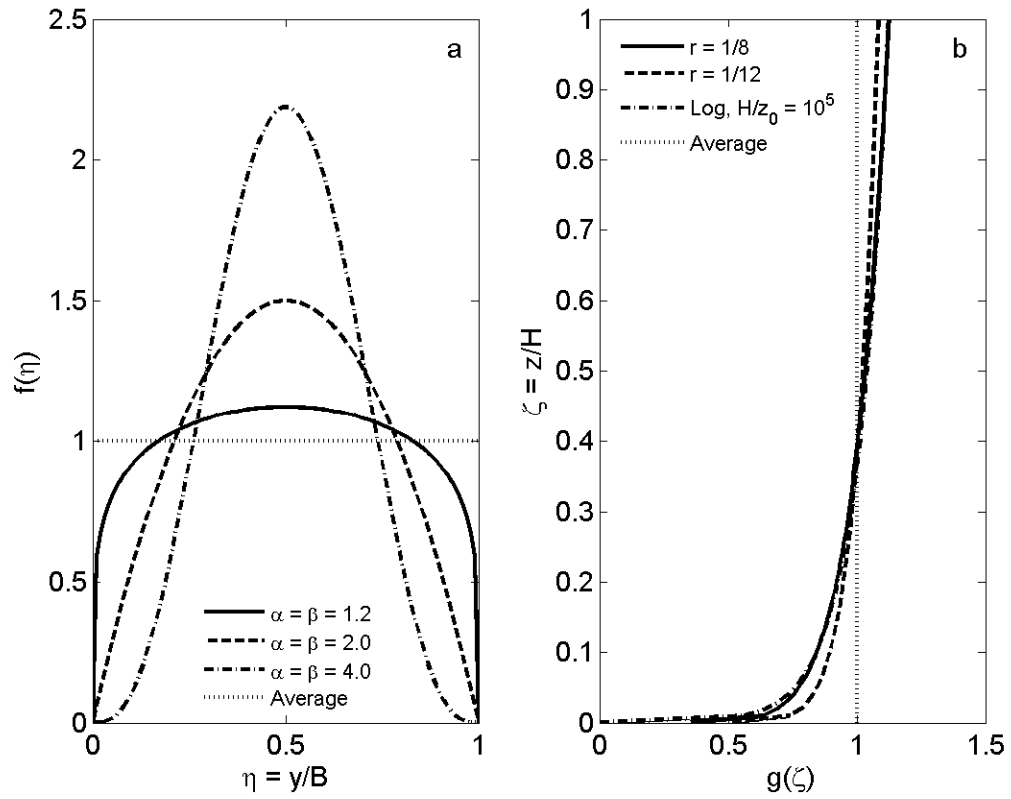 a
2.5
2
1.5
1
0.5
0
f(η)
α = β = 1.2
α = β = 2.0
α = β = 4.0
Average
0 0.5 1
η = y/B
b
1
0.9
0.8
0.7
0.6
0.5
0.4
0.3
0.2
0.1
0
ζ = z/H
r = 1/8
r = 1/12
Log, H/z₀ = 10⁵
Average
0 0.5 1 1.5
g(ζ)